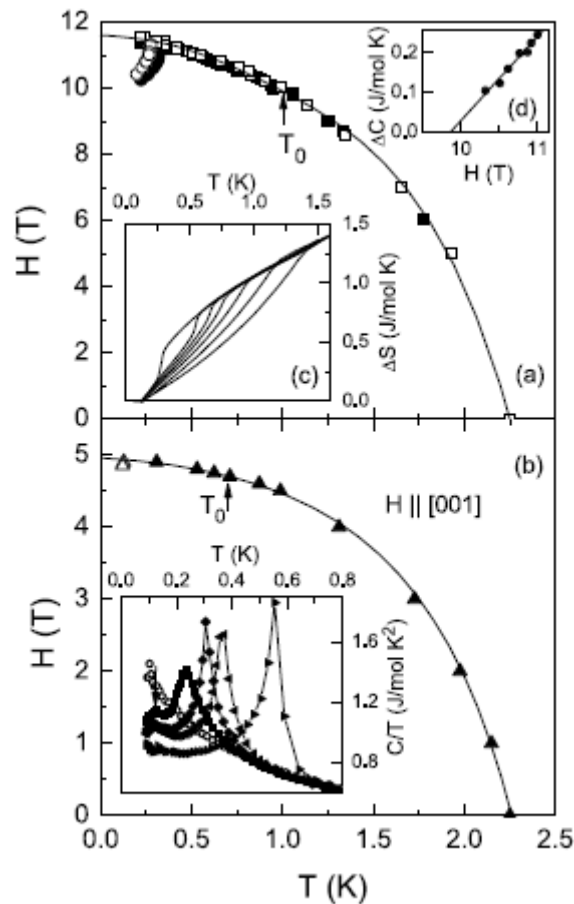 (a)
12
10
8
6
4
2
0
H (T)
T₀
T (K)
0.0 0.5 1.0 1.5
1.5
1.0
0.5
0.0
ΔS (J/mol K)
(c)
0.2
0.1
0.0
ΔC (J/mol K)
(d)
10 11
H (T)
(b)
5
4
3
2
1
0
H (T)
T₀
H || [001]
T (K)
0.0 0.2 0.4 0.6 0.8
1.6
1.2
0.8
C/T (J/mol K²)
0.0 0.5 1.0 1.5 2.0 2.5
T (K)